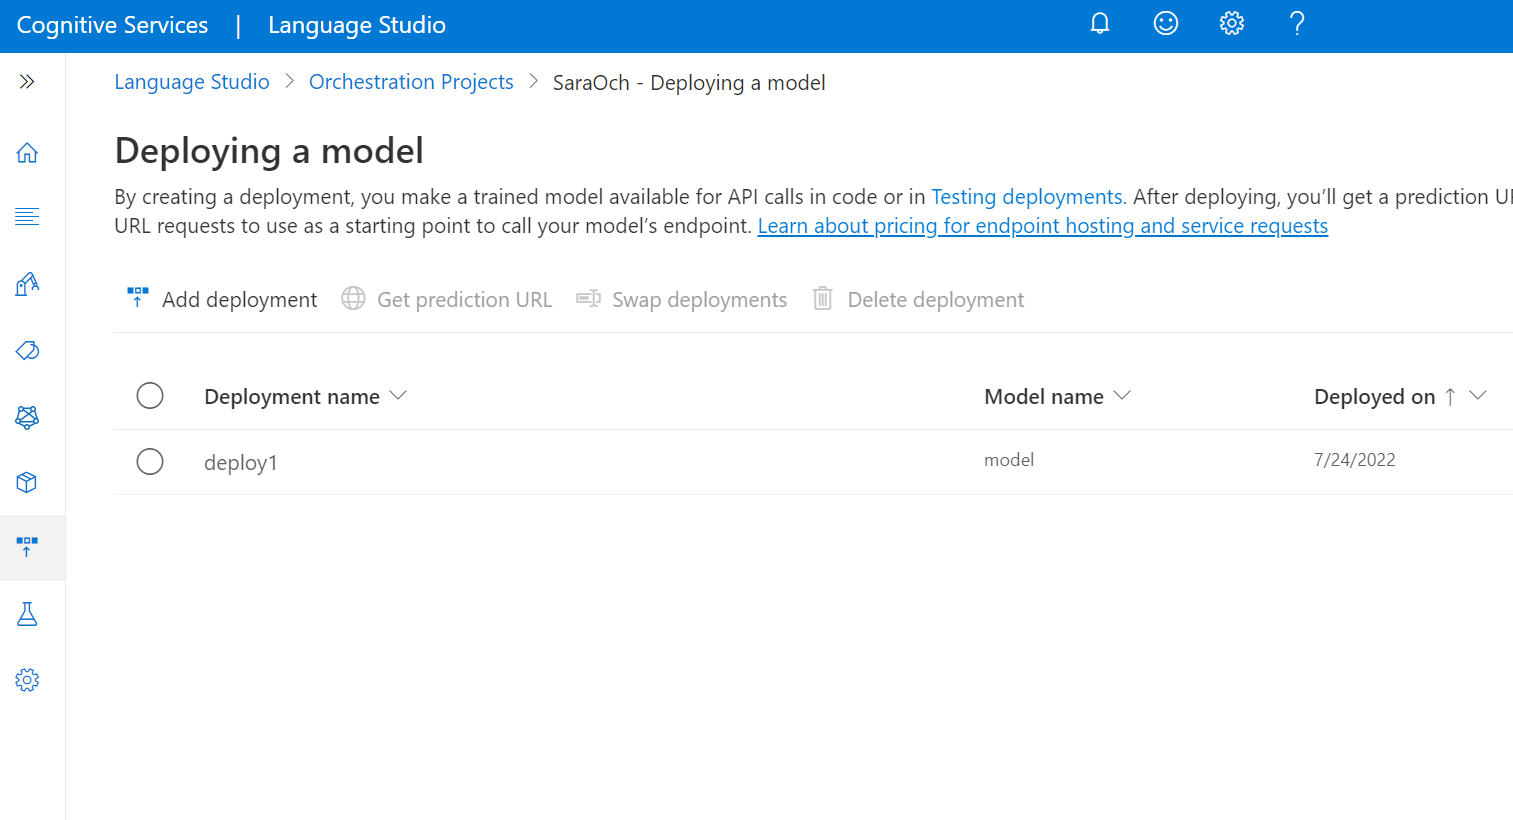 Cognitive Services | Language Studio
Language Studio > Orchestration Projects > SaraOch - Deploying a model
Deploying a model
By creating a deployment, you make a trained model available for API calls in code or in Testing deployments. After deploying, you’ll get a prediction
URL requests to use as a starting point to call your model’s endpoint. Learn about pricing for endpoint hosting and service requests
Add deployment Get prediction URL Swap deployments Delete deployment
Deployment name Model name Deployed on ↑
deploy1 model 7/24/2022